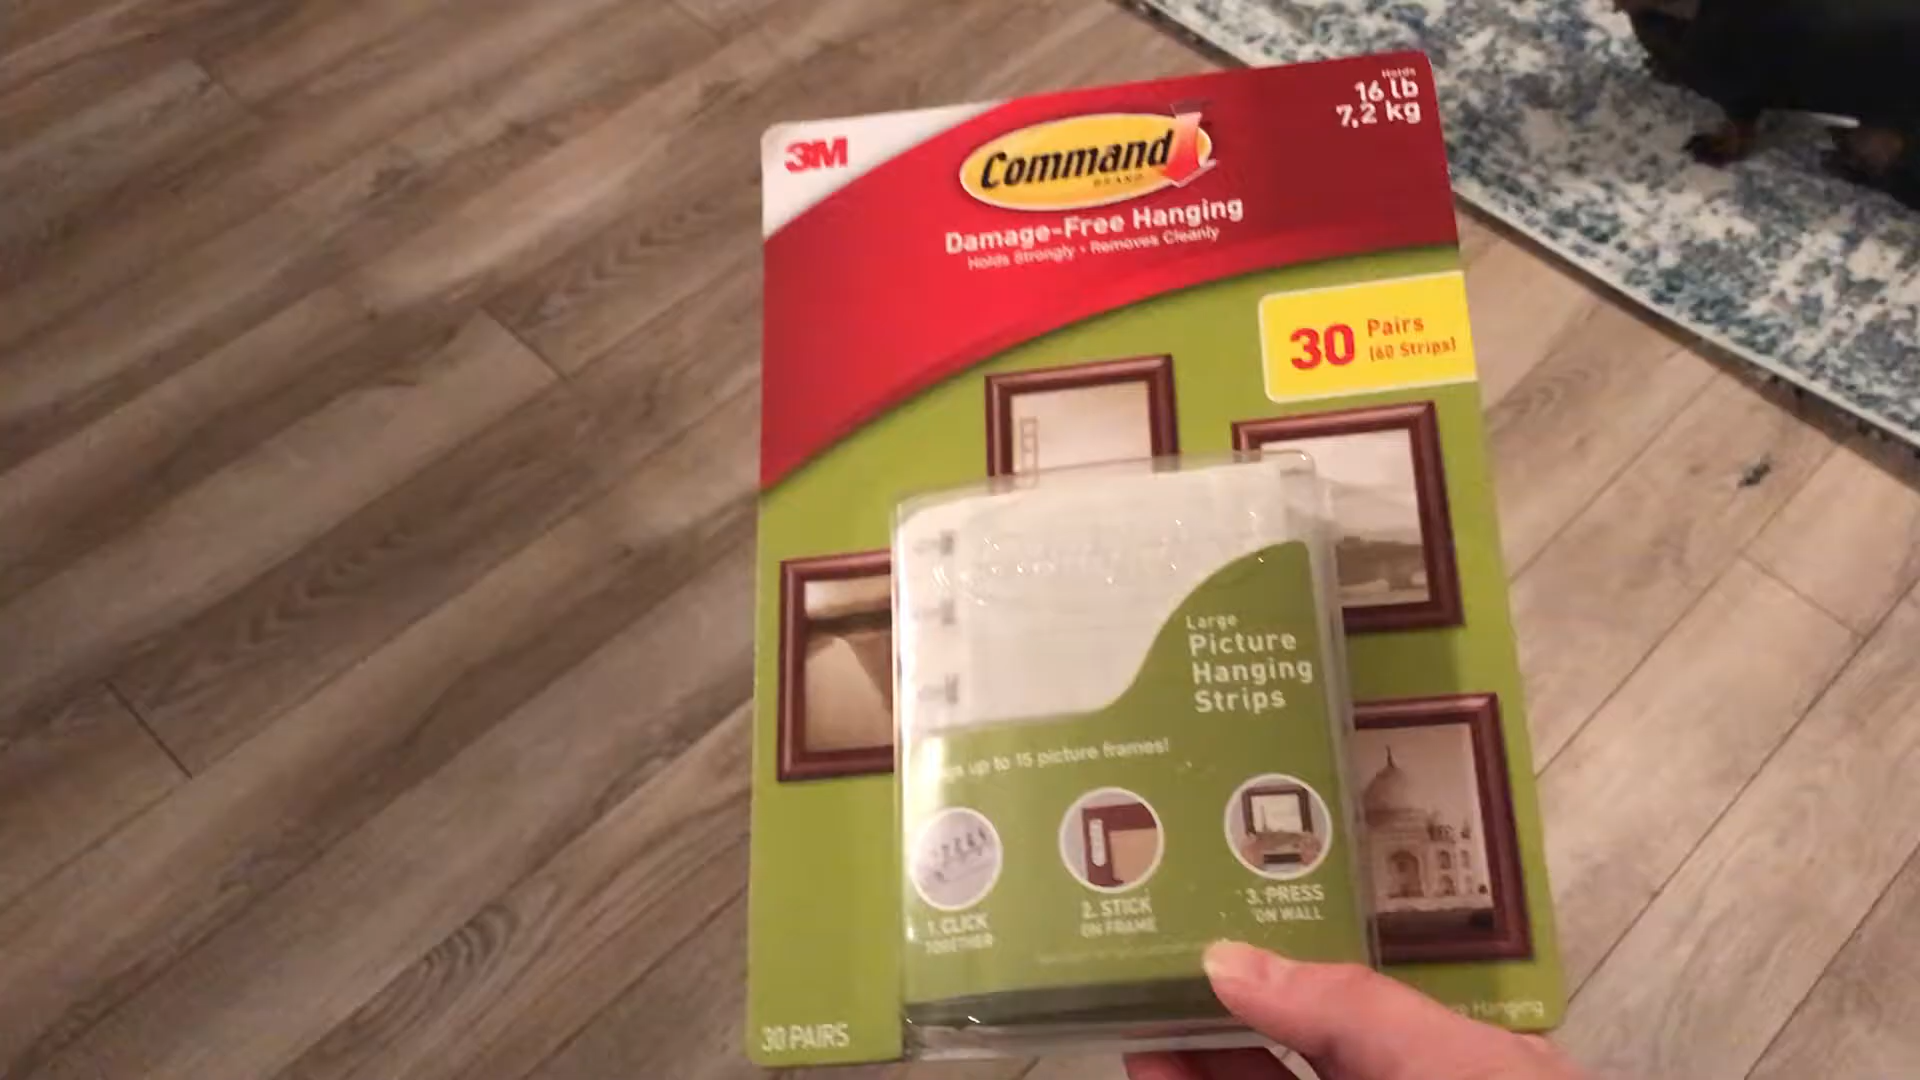 3M
Holds
16 lb
7,2 kg
Command
BRAND
Damage-Free Hanging
Holds Strongly • Removes Cleanly
30 Pairs
(60 Strips)
Large
Picture
Hanging
Strips
up to 15 picture frames!
1. CLICK
TOGETHER
2. STICK
ON FRAME
3. PRESS
ON WALL
30 PAIRS
Hanging